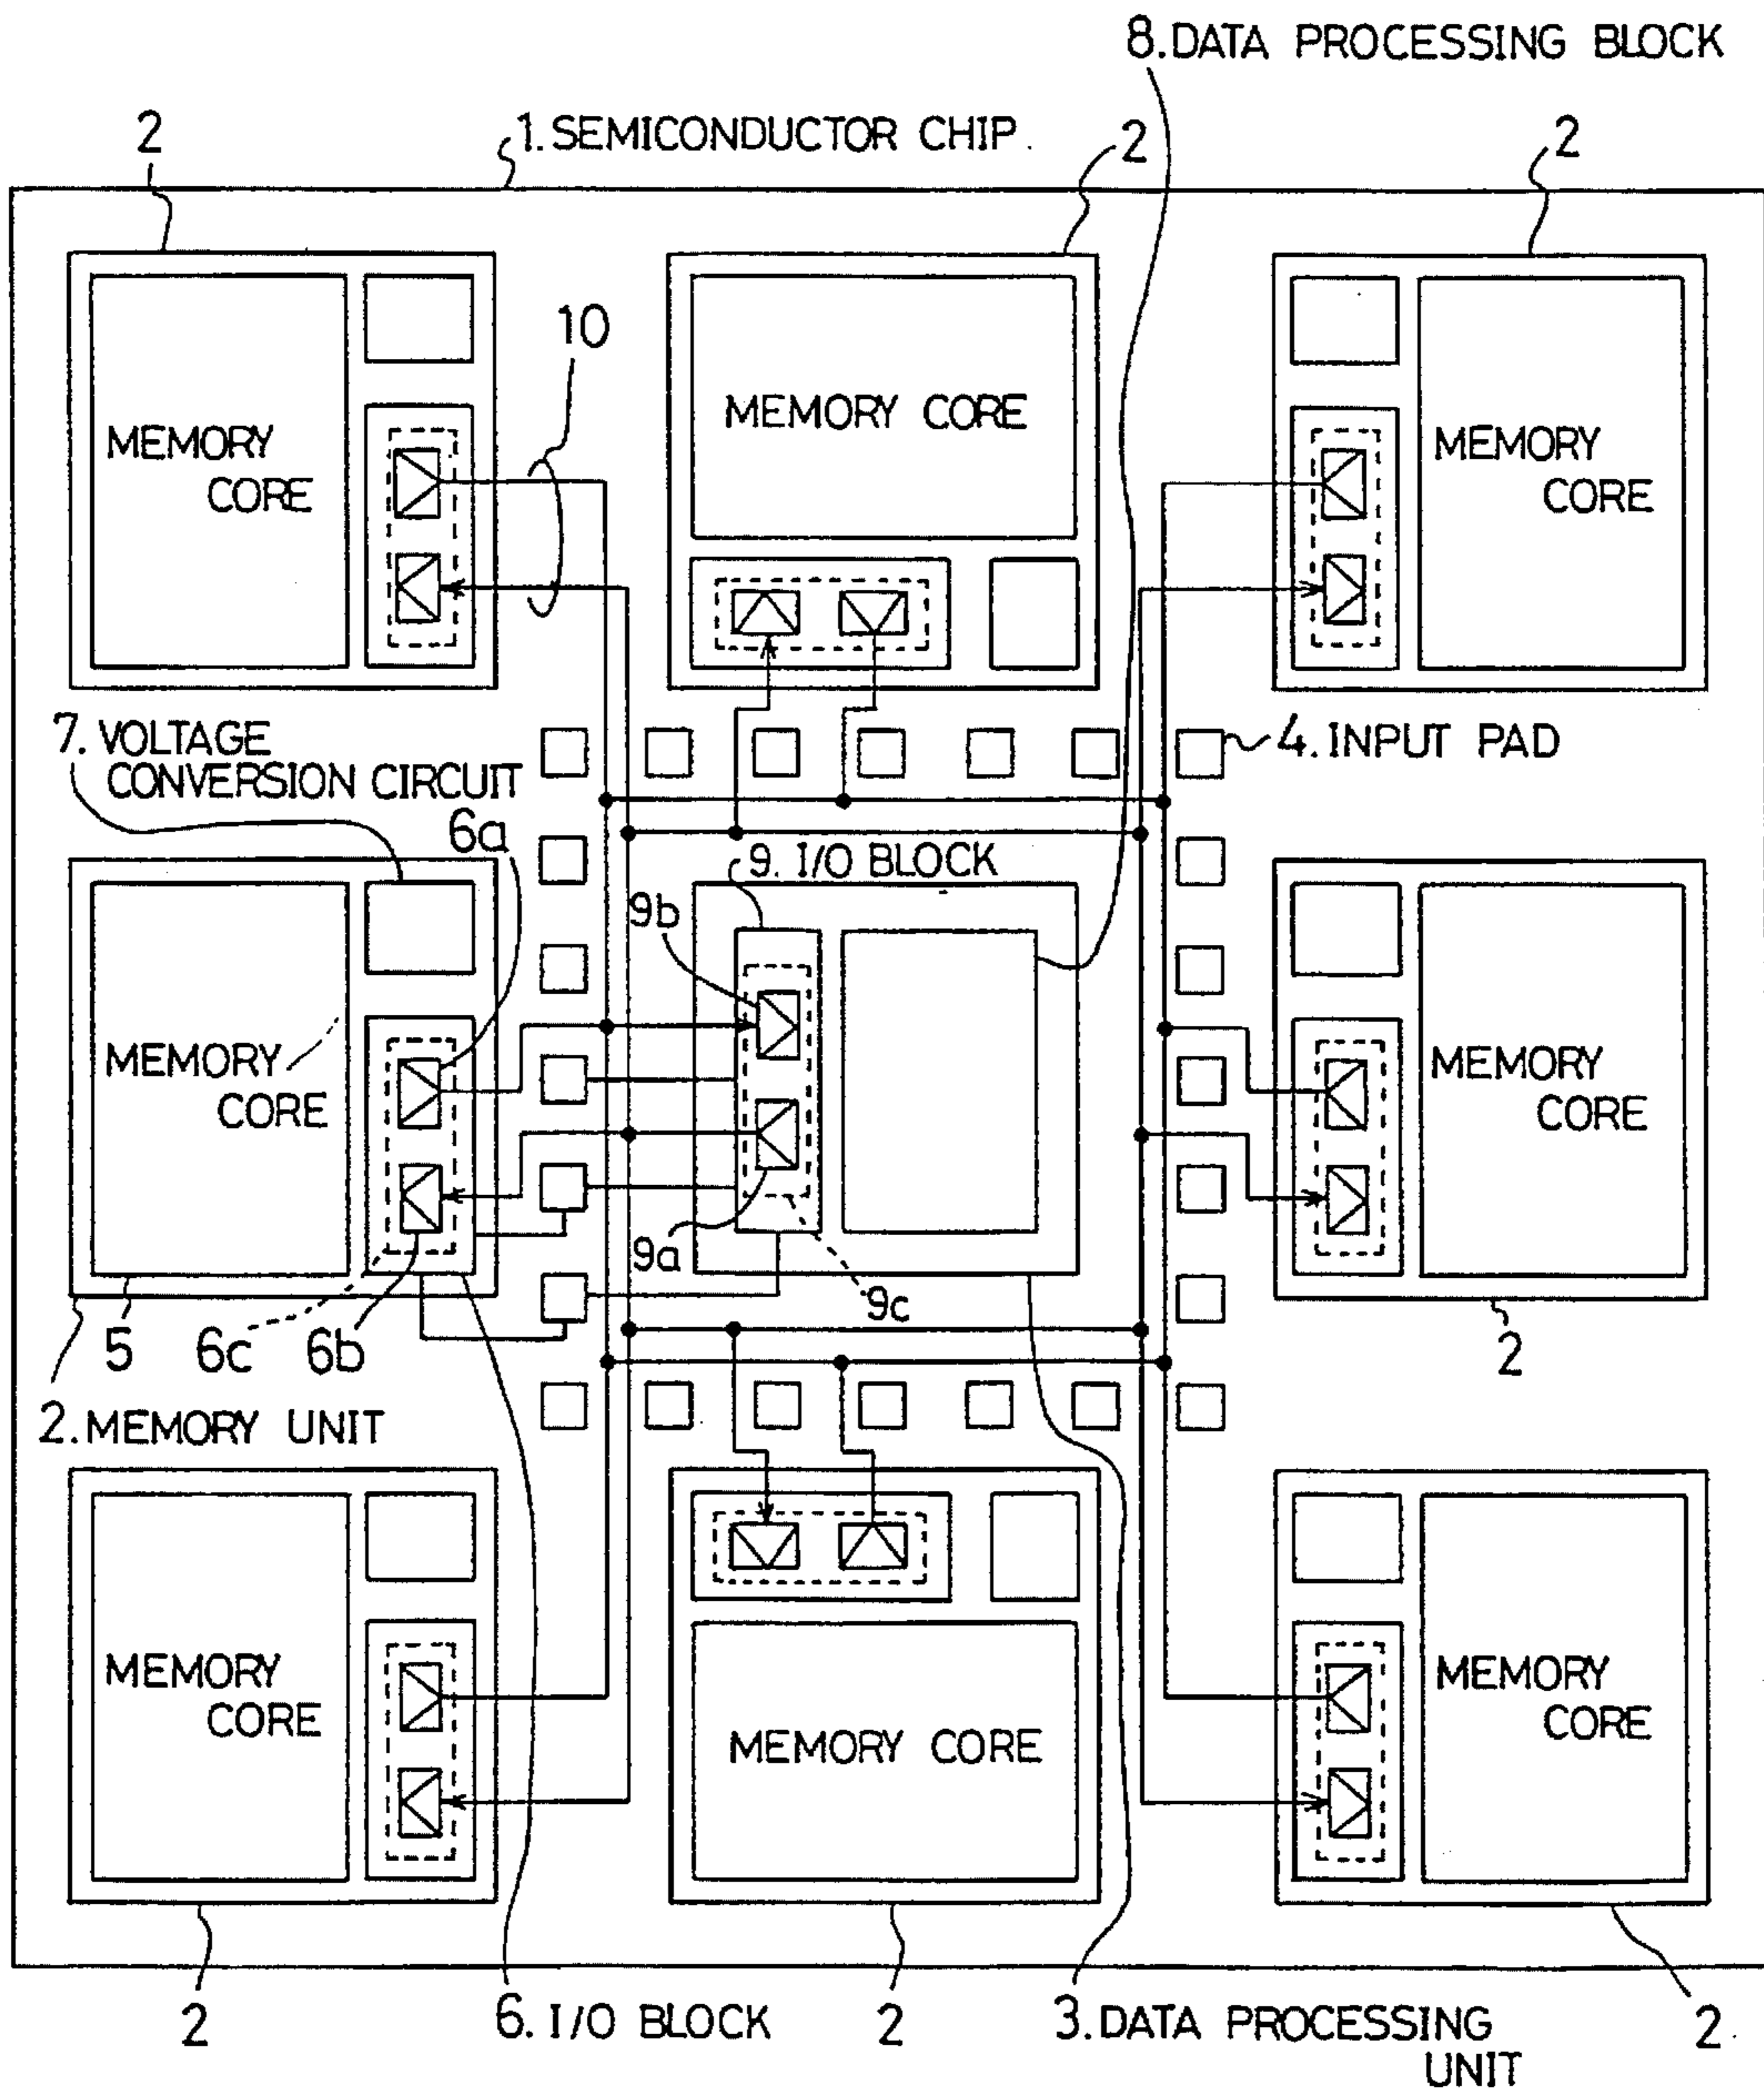 8. DATA PROCESSING BLOCK
1. SEMICONDUCTOR CHIP.
2
2
2
10
MEMORY CORE
MEMORY
CORE
MEMORY
CORE
7. VOLTAGE
CONVERSION CIRCUIT
4. INPUT PAD
6a
9. I/O BLOCK
9b
MEMORY
CORE
MEMORY
CORE
9a
9c
5
6c
6b
2
2. MEMORY UNIT
MEMORY
CORE
MEMORY CORE
MEMORY
CORE
2
6. I/O BLOCK
2
3. DATA PROCESSING
UNIT
2